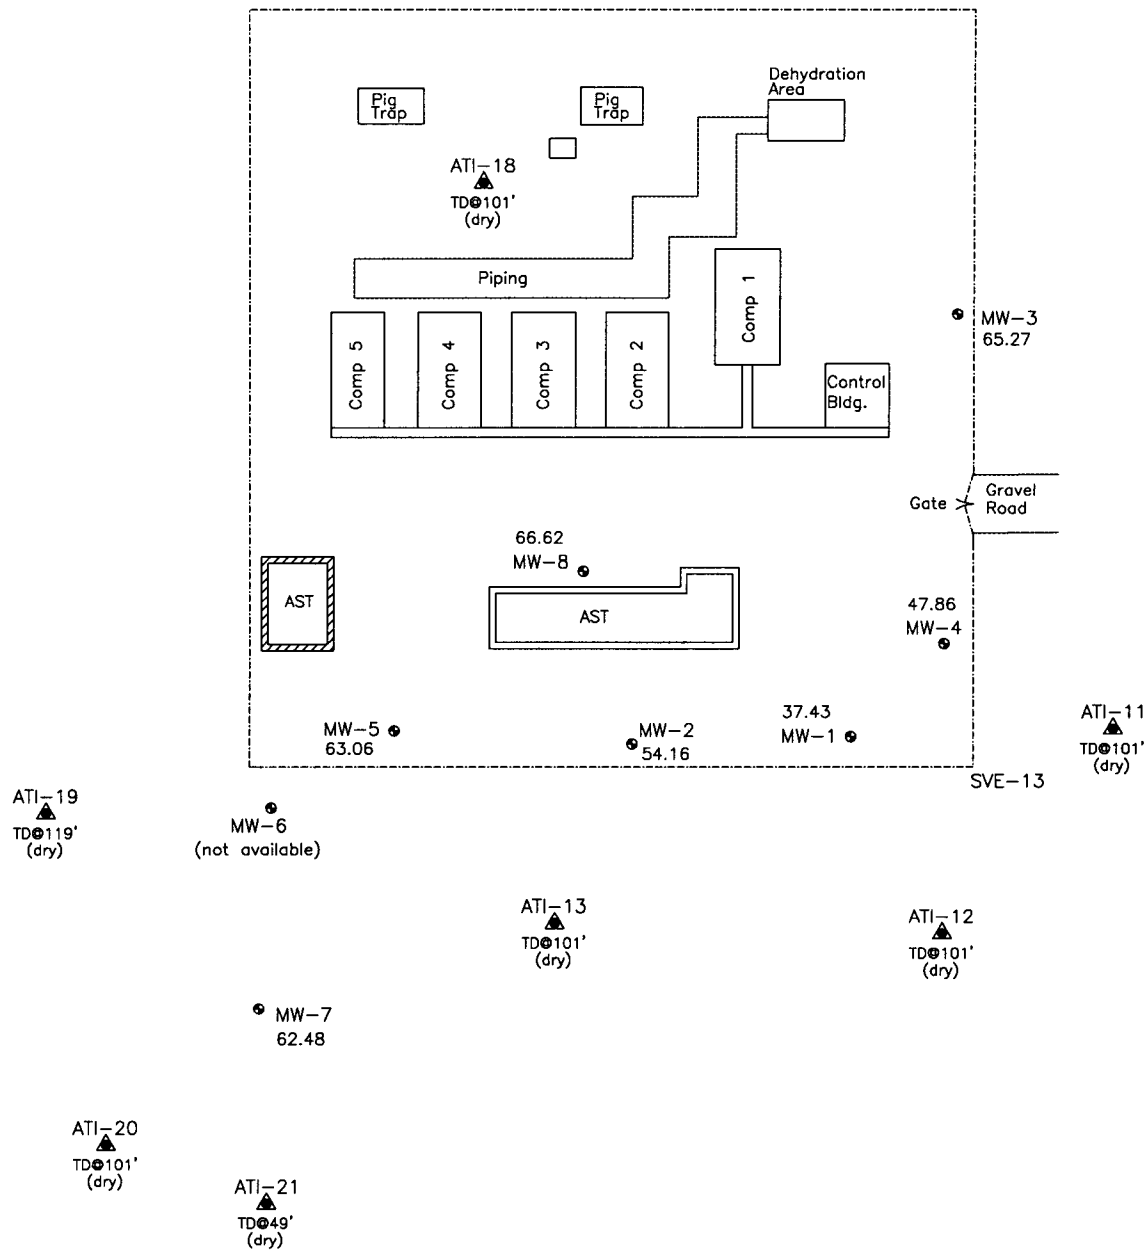 Dehydration
Area
Pig
Trap
Pig
Trap
ATI-18
TD@101'
(dry)
Piping
Comp 1
MW-3
65.27
Comp 5
Comp 4
Comp 3
Comp 2
Control
Bldg.
Gate
Gravel
Road
66.62
MW-8
AST
AST
47.86
MW-4
37.43
MW-1
MW-5
63.06
MW-2
54.16
ATI-11
TD@101'
(dry)
SVE-13
ATI-19
TD@119'
(dry)
MW-6
(not available)
ATI-13
TD@101'
(dry)
ATI-12
TD@101'
(dry)
MW-7
62.48
ATI-20
TD@101'
(dry)
ATI-21
TD@49'
(dry)